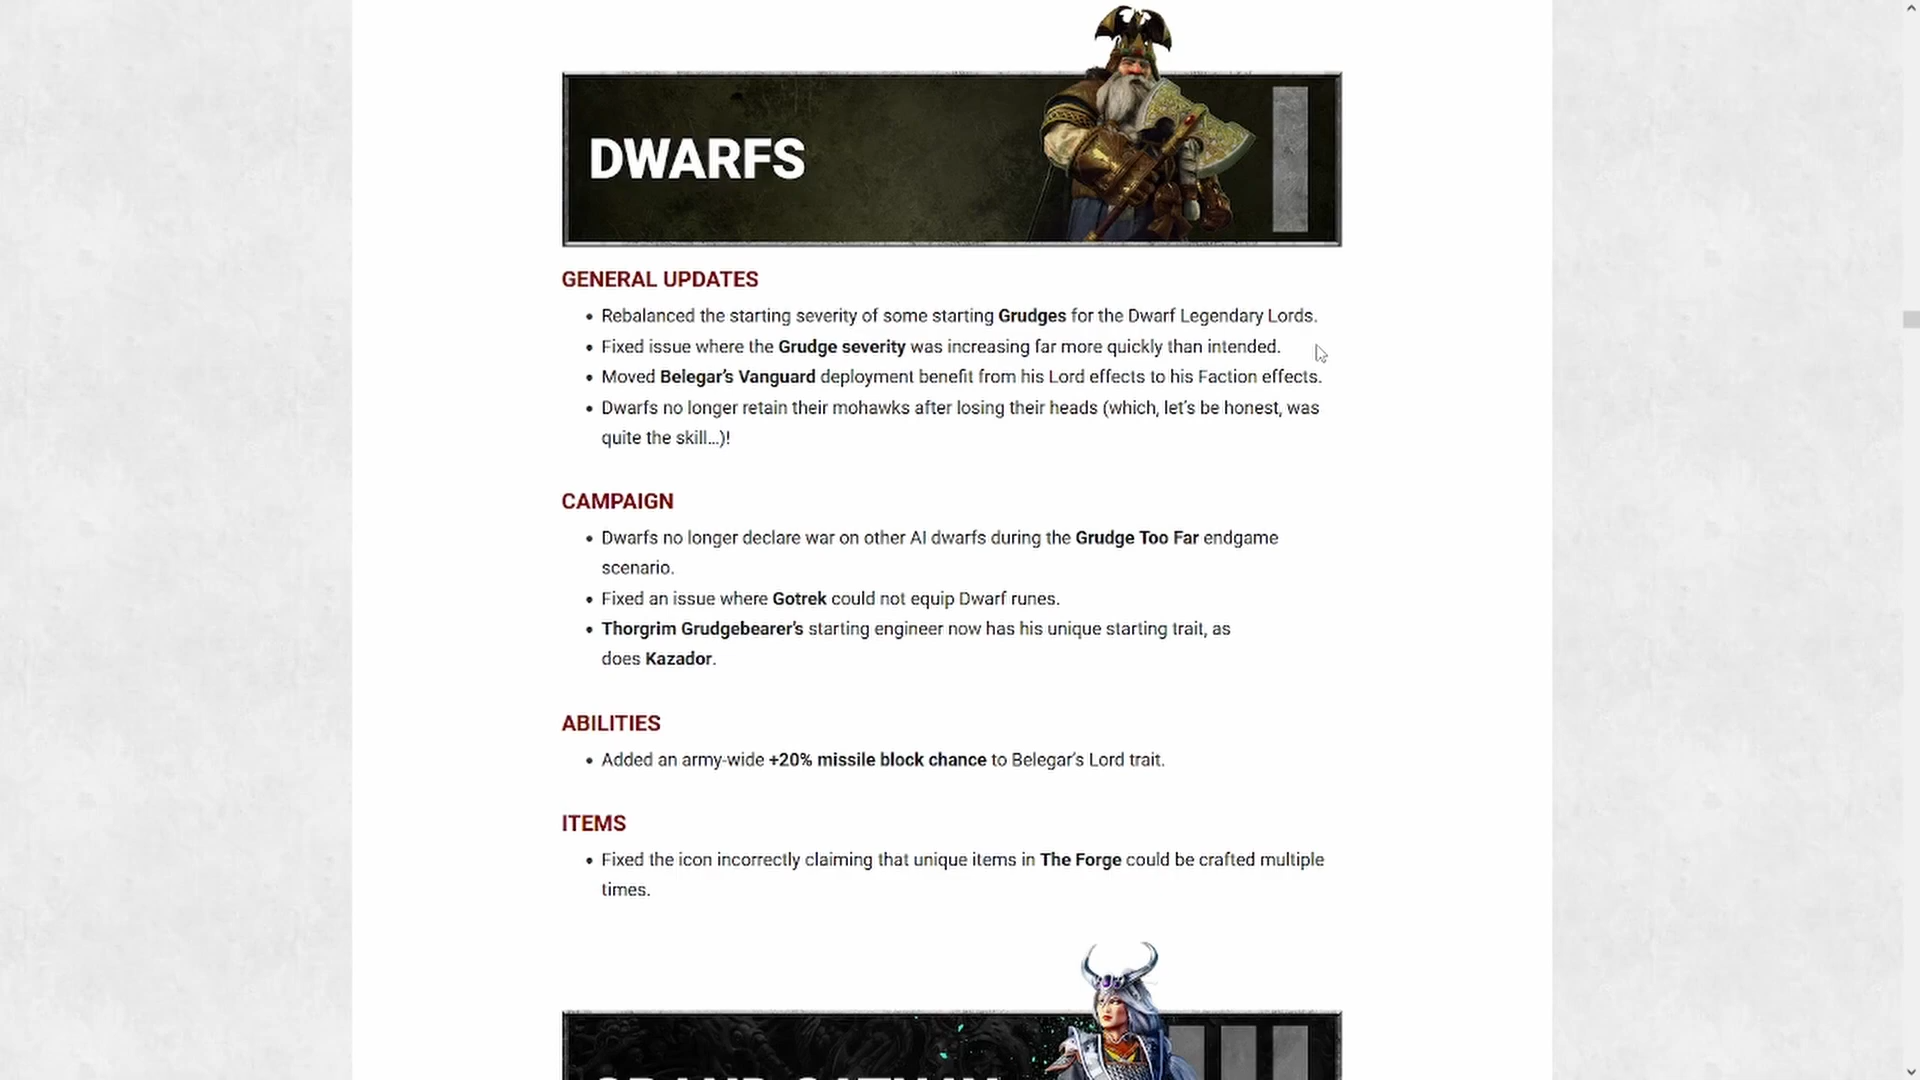 DWARFS
GENERAL UPDATES
• Rebalanced the starting severity of some starting Grudges for the Dwarf Legendary Lords.
• Fixed issue where the Grudge severity was increasing far more quickly than intended.
• Moved Belegar’s Vanguard deployment benefit from his Lord effects to his Faction effects.
• Dwarfs no longer retain their mohawks after losing their heads (which, let’s be honest, was
quite the skill…)!
CAMPAIGN
• Dwarfs no longer declare war on other AI dwarfs during the Grudge Too Far endgame
scenario.
• Fixed an issue where Gotrek could not equip Dwarf runes.
• Thorgrim Grudgebearer’s starting engineer now has his unique starting trait, as
does Kazador.
ABILITIES
• Added an army-wide +20% missile block chance to Belegar’s Lord trait.
ITEMS
• Fixed the icon incorrectly claiming that unique items in The Forge could be crafted multiple
times.